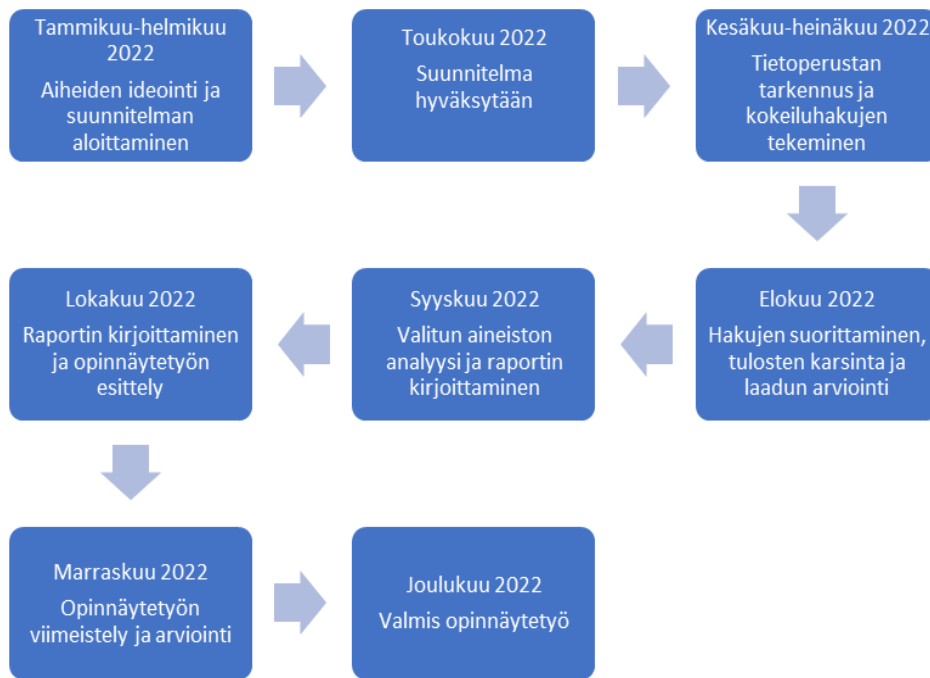 Tammikuu-helmikuu
2022
Aiheiden ideointi ja
suunnitelman
aloittaminen
Toukokuu 2022
Suunnitelma
hyväksytään
Kesäkuu-heinäkuu 2022
Tietoperustan
tarkennus ja
kokeiluhakujen
tekeminen
Elokuu 2022
Hakujen suorittaminen,
tulosten karsinta ja
laadun arviointi
Syyskuu 2022
Valitun aineiston
analyysi ja raportin
kirjoittaminen
Lokakuu 2022
Raportin kirjoittaminen
ja opinnäytetyön
esittely
Marraskuu 2022
Opinnäytetyön
viimeistely ja arviointi
Joulukuu 2022
Valmis opinnäytetyö